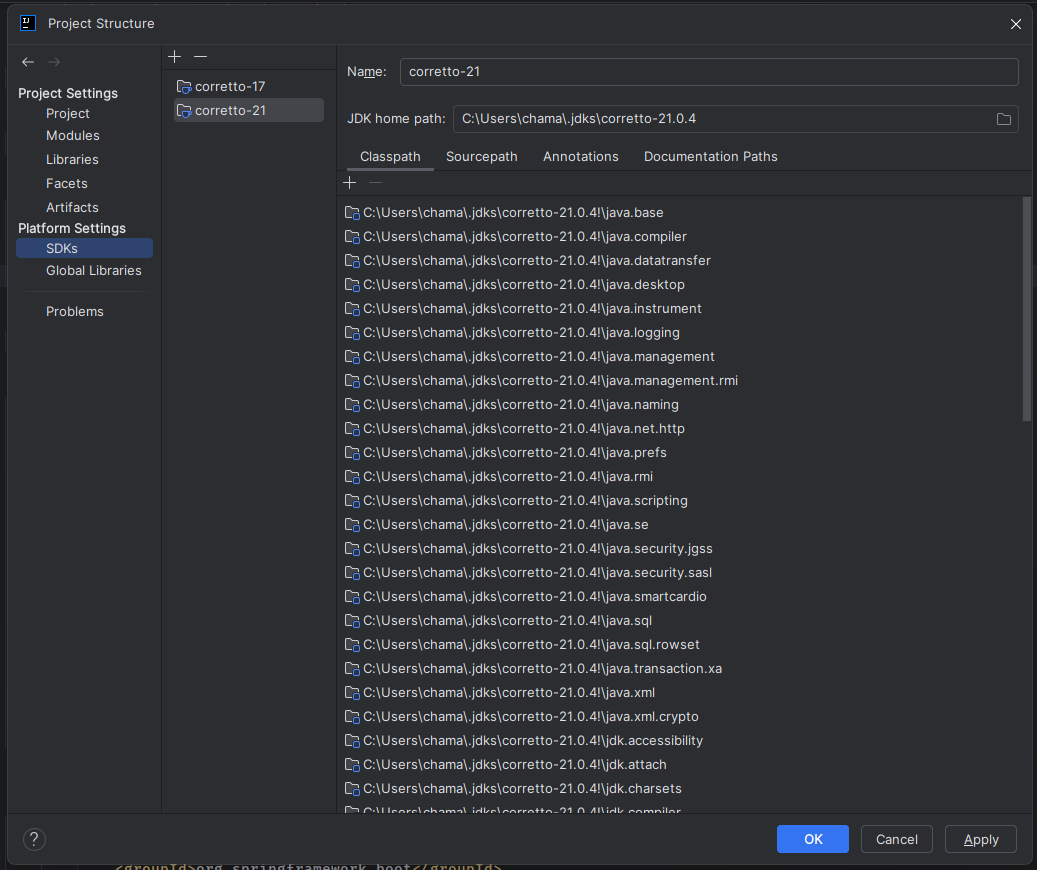 Project Structure
Project Settings
Project
Modules
Libraries
Facets
Artifacts
Platform Settings
SDKs
Global Libraries
Problems
corretto-17
corretto-21
Name: corretto-21
JDK home path: C:\Users\chama\.jdks\corretto-21.0.4
Classpath Sourcepath Annotations Documentation Paths
C:\Users\chama\.jdks\corretto-21.0.4!\java.base
C:\Users\chama\.jdks\corretto-21.0.4!\java.compiler
C:\Users\chama\.jdks\corretto-21.0.4!\java.datatransfer
C:\Users\chama\.jdks\corretto-21.0.4!\java.desktop
C:\Users\chama\.jdks\corretto-21.0.4!\java.instrument
C:\Users\chama\.jdks\corretto-21.0.4!\java.logging
C:\Users\chama\.jdks\corretto-21.0.4!\java.management
C:\Users\chama\.jdks\corretto-21.0.4!\java.management.rmi
C:\Users\chama\.jdks\corretto-21.0.4!\java.naming
C:\Users\chama\.jdks\corretto-21.0.4!\java.net.http
C:\Users\chama\.jdks\corretto-21.0.4!\java.prefs
C:\Users\chama\.jdks\corretto-21.0.4!\java.rmi
C:\Users\chama\.jdks\corretto-21.0.4!\java.scripting
C:\Users\chama\.jdks\corretto-21.0.4!\java.se
C:\Users\chama\.jdks\corretto-21.0.4!\java.security.jgss
C:\Users\chama\.jdks\corretto-21.0.4!\java.security.sasl
C:\Users\chama\.jdks\corretto-21.0.4!\java.smartcardio
C:\Users\chama\.jdks\corretto-21.0.4!\java.sql
C:\Users\chama\.jdks\corretto-21.0.4!\java.sql.rowset
C:\Users\chama\.jdks\corretto-21.0.4!\java.transaction.xa
C:\Users\chama\.jdks\corretto-21.0.4!\java.xml
C:\Users\chama\.jdks\corretto-21.0.4!\java.xml.crypto
C:\Users\chama\.jdks\corretto-21.0.4!\jdk.accessibility
C:\Users\chama\.jdks\corretto-21.0.4!\jdk.attach
C:\Users\chama\.jdks\corretto-21.0.4!\jdk.charsets
C:\Users\chama\.jdks\corretto-21.0.4!\jdk.compiler
?
OK Cancel Apply
<groupId>org.springframework.boot</groupId>